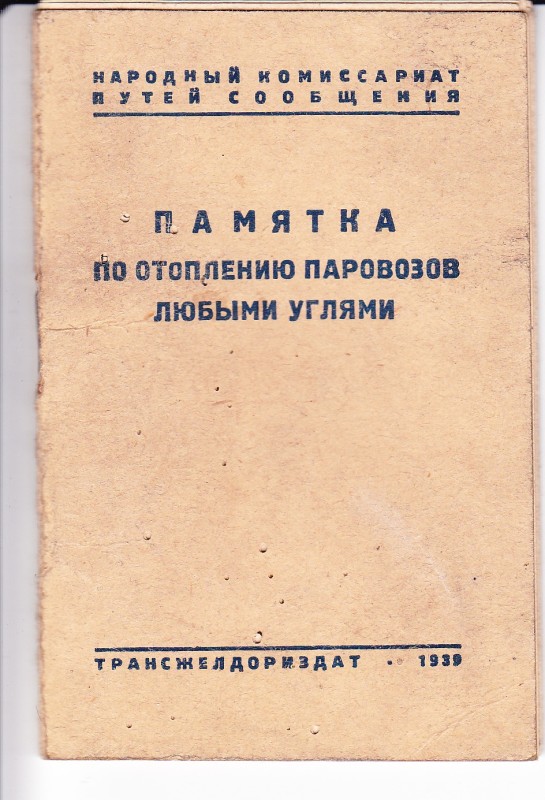 НАРОДНЫЙ КОМИССАРИАТ
ПУТЕЙ СООБЩЕНИЯ
ПАМЯТКА
ПО ОТОПЛЕНИЮ ПАРОВОЗОВ
ЛЮБЫМИ УГЛЯМИ
ТРАНСЖЕЛДОРИЗДАТ • 1939